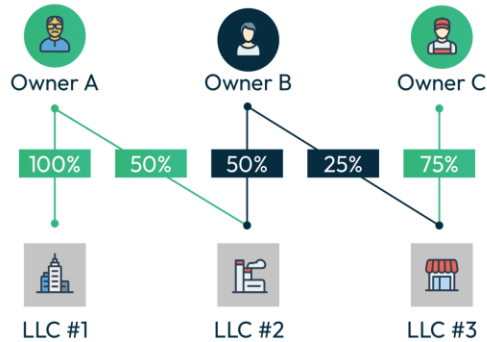 Owner A
Owner B
Owner C
100%
50%
50%
25%
75%
LLC #1
LLC #2
LLC #3